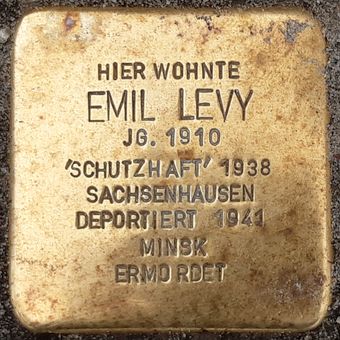 HIER WOHNTE
EMIL LEVY
JG. 1910
'SCHUTZHAFT' 1938
SACHSENHAUSEN
DEPORTIERT 1941
MINSK
ERMORDET